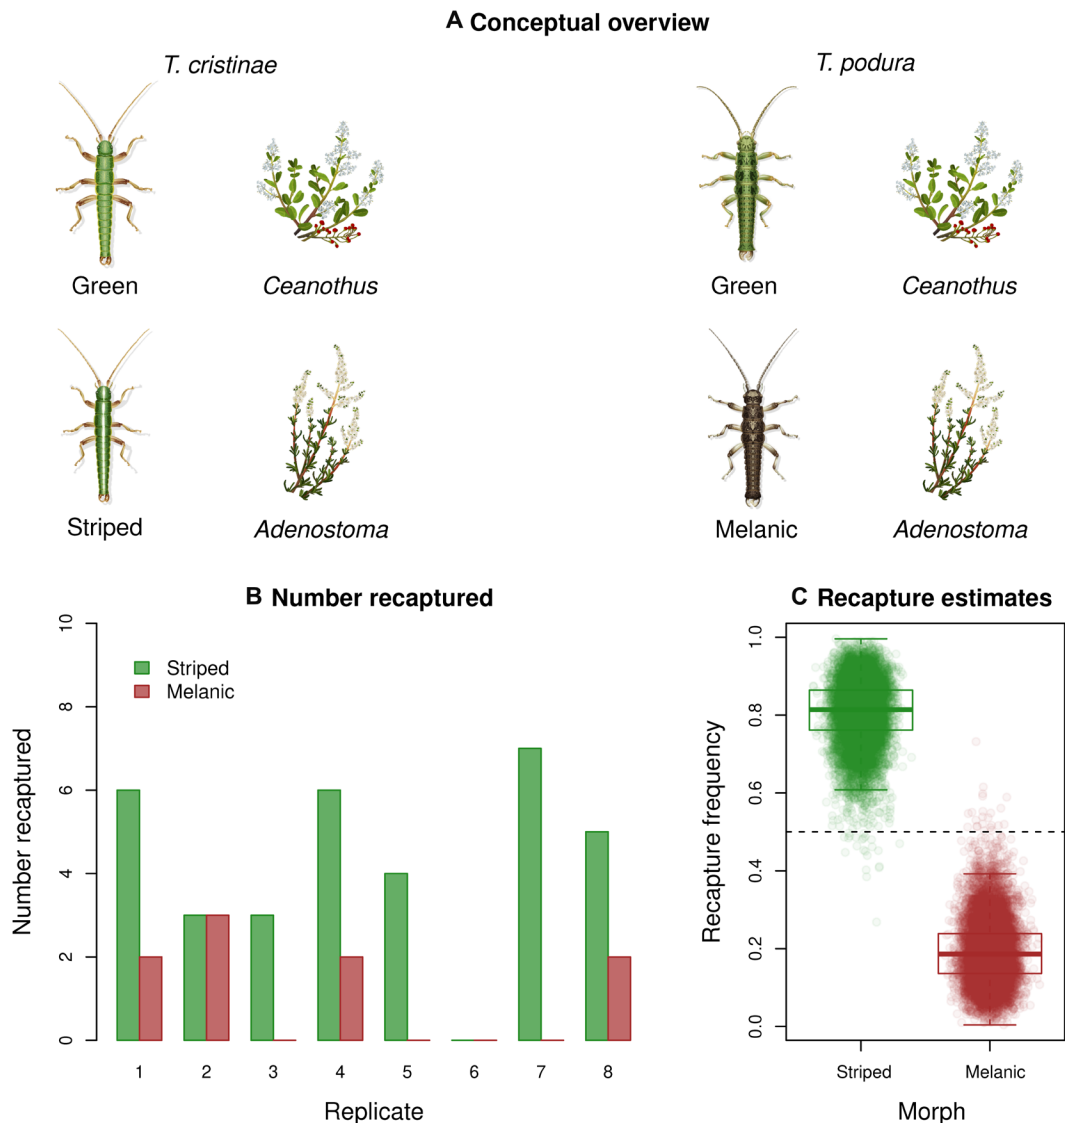 A Conceptual overview
T. cristinae
T. podura
Green
Ceanothus
Green
Ceanothus
Striped
Adenostoma
Melanic
Adenostoma
B Number recaptured
Number recaptured
10
8
6
4
2
0
Striped
Melanic
1 2 3 4 5 6 7 8
Replicate
C Recapture estimates
Recapture frequency
1.0
0.8
0.6
0.4
0.2
0.0
Striped Melanic
Morph